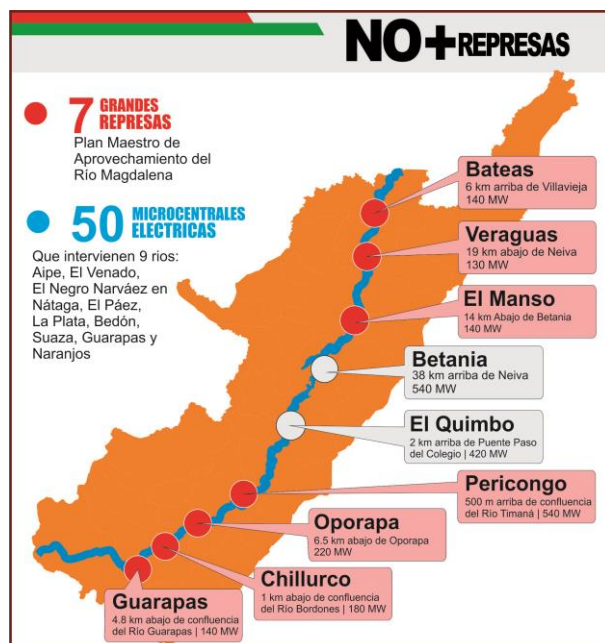 NO+REPRESAS
7 GRANDES
REPRESAS
Plan Maestro de
Aprovechamiento del
Río Magdalena
50 MICROCENTRALES
ELECTRICAS
Que intervienen 9 rios:
Aipe, El Venado,
El Negro Narváez en
Nátaga, El Páez,
La Plata, Bedón,
Suaza, Guarapas y
Naranjos
Bateas
6 km arriba de Villavieja
140 MW
Veraguas
19 km abajo de Neiva
130 MW
El Manso
14 km Abajo de Betania
140 MW
Betania
38 km arriba de Neiva
540 MW
El Quimbo
2 km arriba de Puente Paso
del Colegio | 420 MW
Pericongo
500 m arriba de confluencia
del Río Timaná | 540 MW
Oporapa
6.5 km abajo de Oporapa
220 MW
Chillurco
1 km abajo de confluencia
del Río Bordones | 180 MW
Guarapas
4.8 km abajo de confluencia
del Río Guarapas | 140 MW